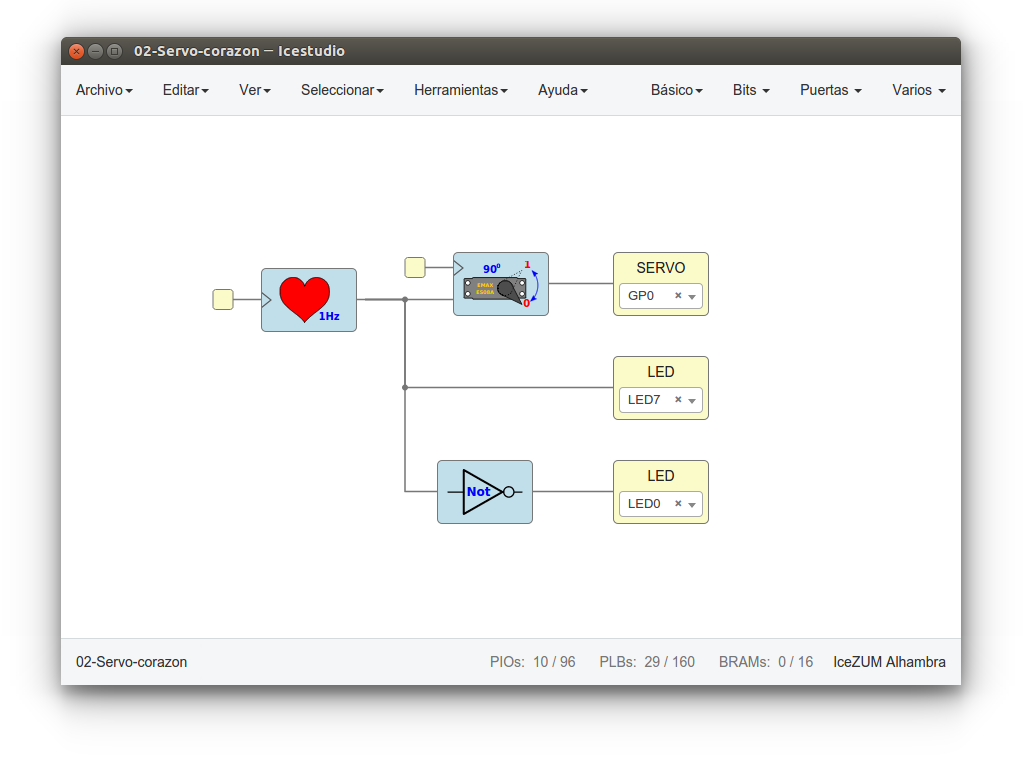 02-Servo-corazon — Icestudio
Archivo Editar Ver Seleccionar Herramientas Ayuda Básico Bits Puertas Varios
1Hz
90º
1
EMAX
ES08A
0
SERVO
GP0
LED
LED7
Not
LED
LED0
02-Servo-corazon PIOs: 10 / 96 PLBs: 29 / 160 BRAMs: 0 / 16 IceZUM Alhambra